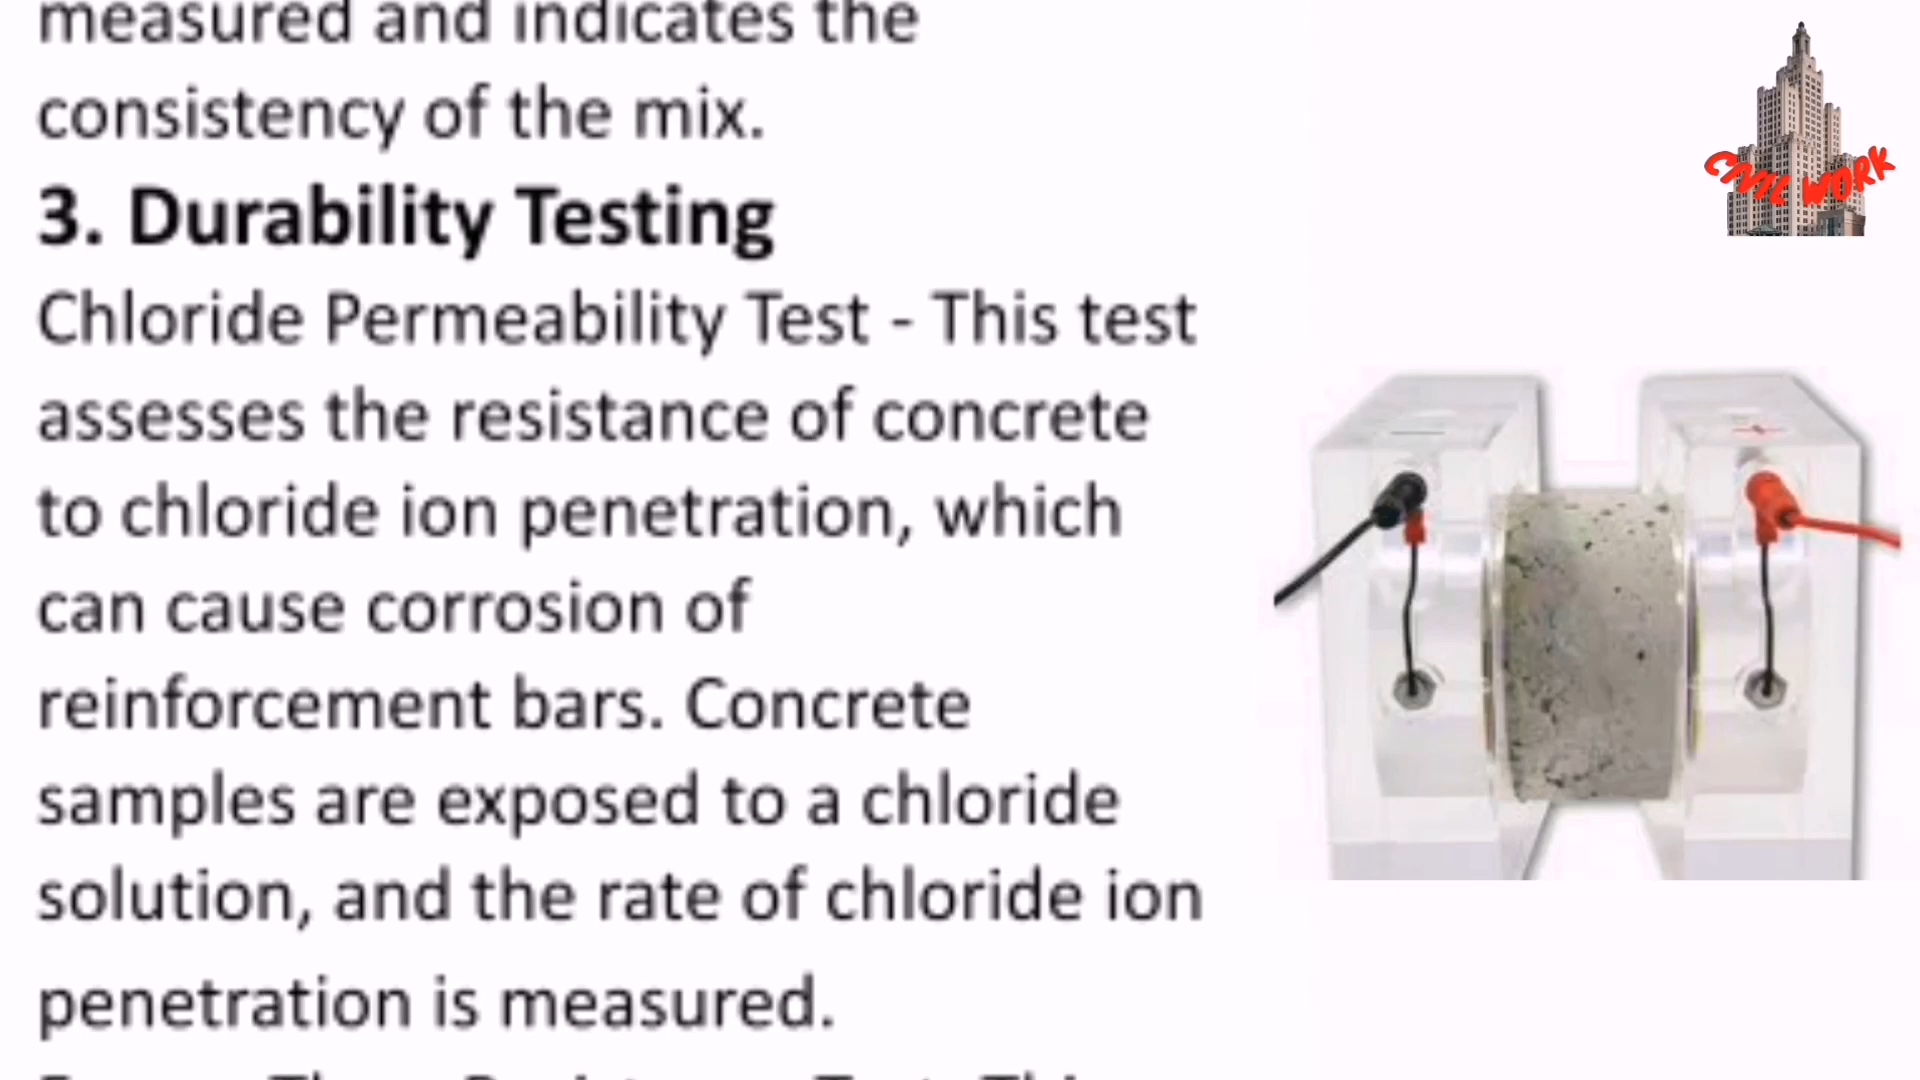 measured and indicates the
consistency of the mix.
3. Durability Testing
Chloride Permeability Test - This test
assesses the resistance of concrete
to chloride ion penetration, which
can cause corrosion of
reinforcement bars. Concrete
samples are exposed to a chloride
solution, and the rate of chloride ion
penetration is measured.
CIVIL WORK